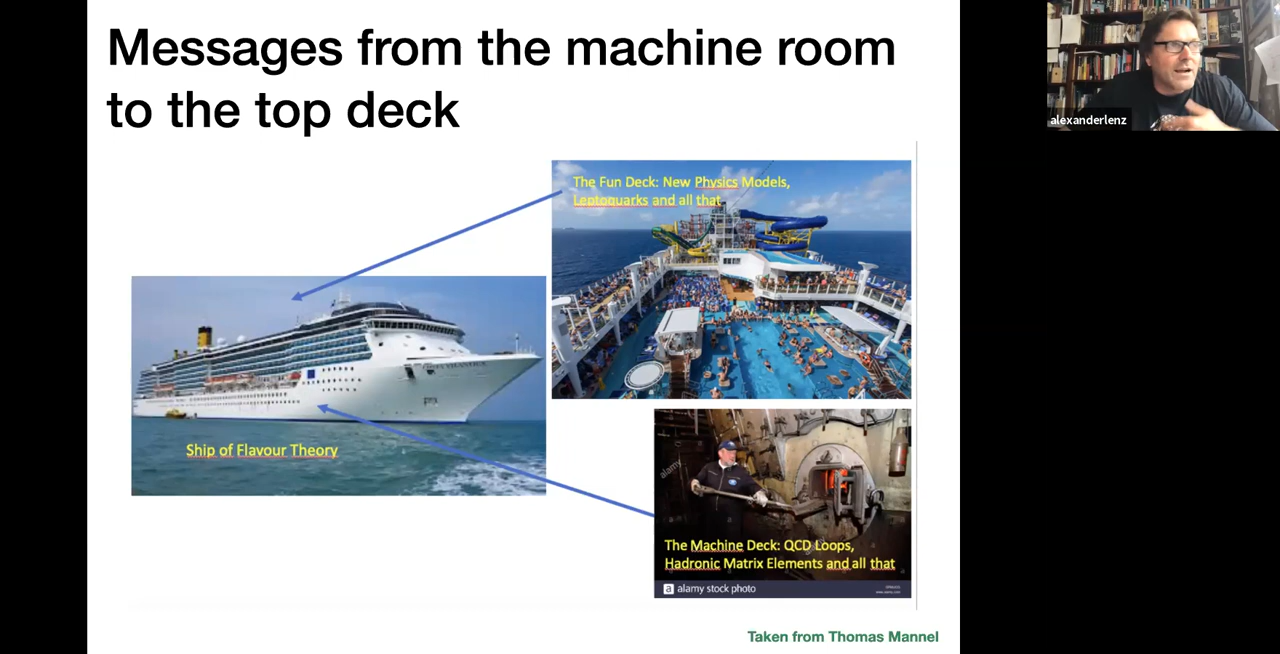 Messages from the machine room
to the top deck
alexanderlenz
The Fun Deck: New Physics Models,
Leptoquarks and all that
Ship of Flavour Theory
alamy
The Machine Deck: QCD Loops,
Hadronic Matrix Elements and all that
a alamy stock photo
Taken from Thomas Mannel